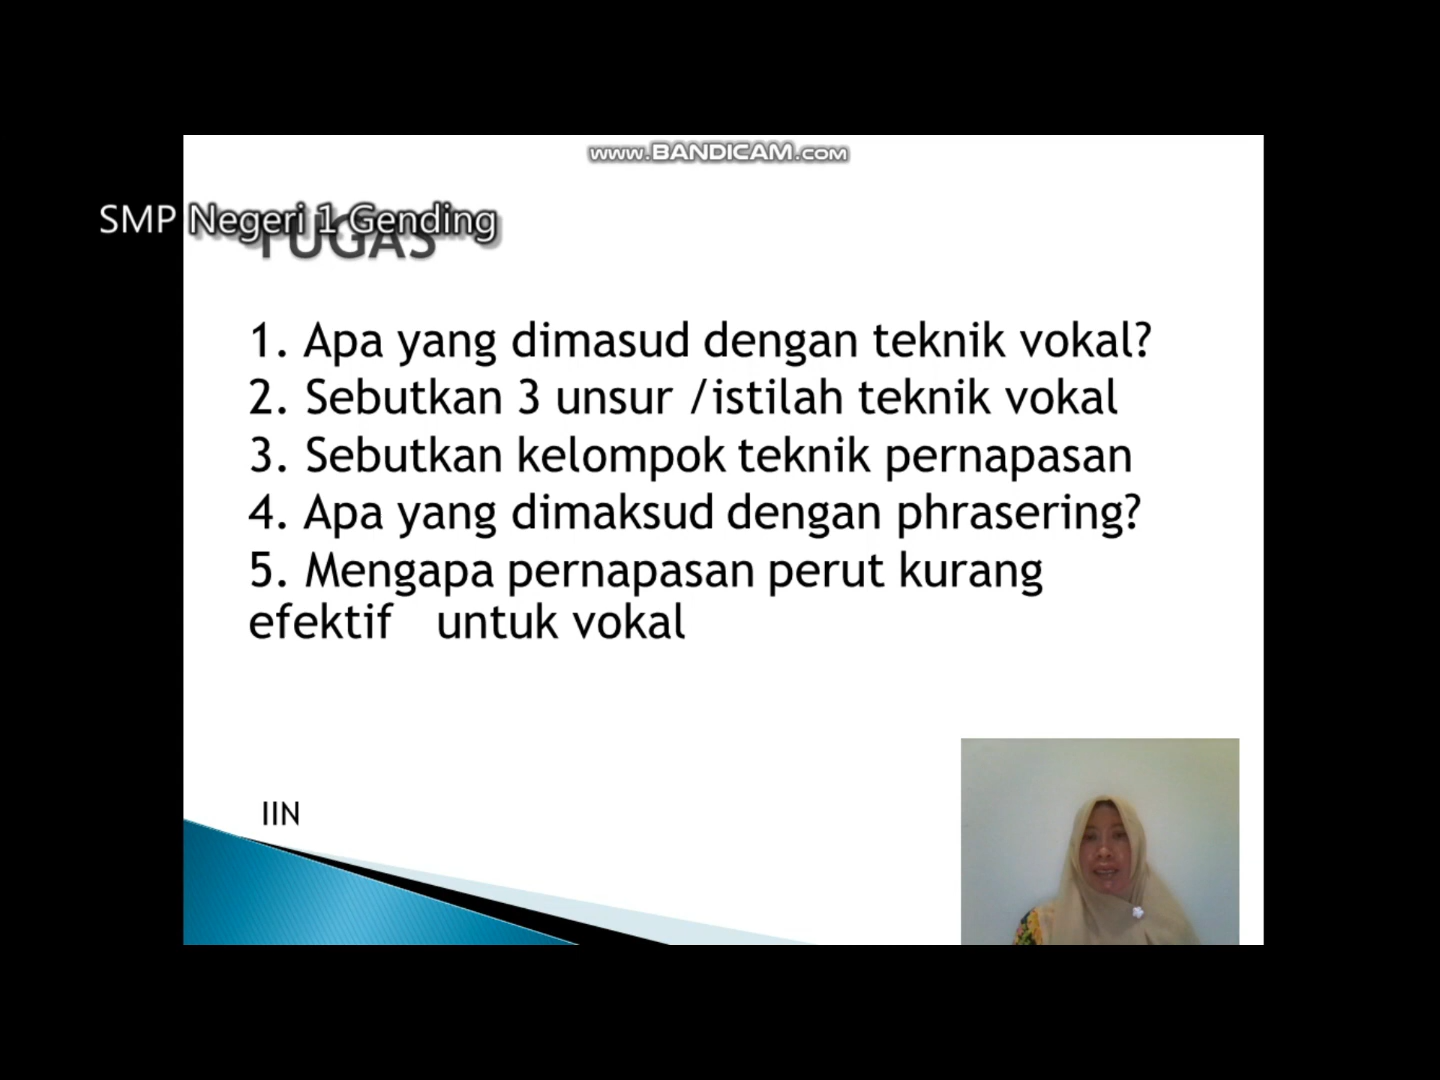 www.BANDICAM.com
SMP Negeri 1 Gending
TUGAS
1. Apa yang dimasud dengan teknik vokal?
2. Sebutkan 3 unsur /istilah teknik vokal
3. Sebutkan kelompok teknik pernapasan
4. Apa yang dimaksud dengan phrasering?
5. Mengapa pernapasan perut kurang
efektif untuk vokal
IIN